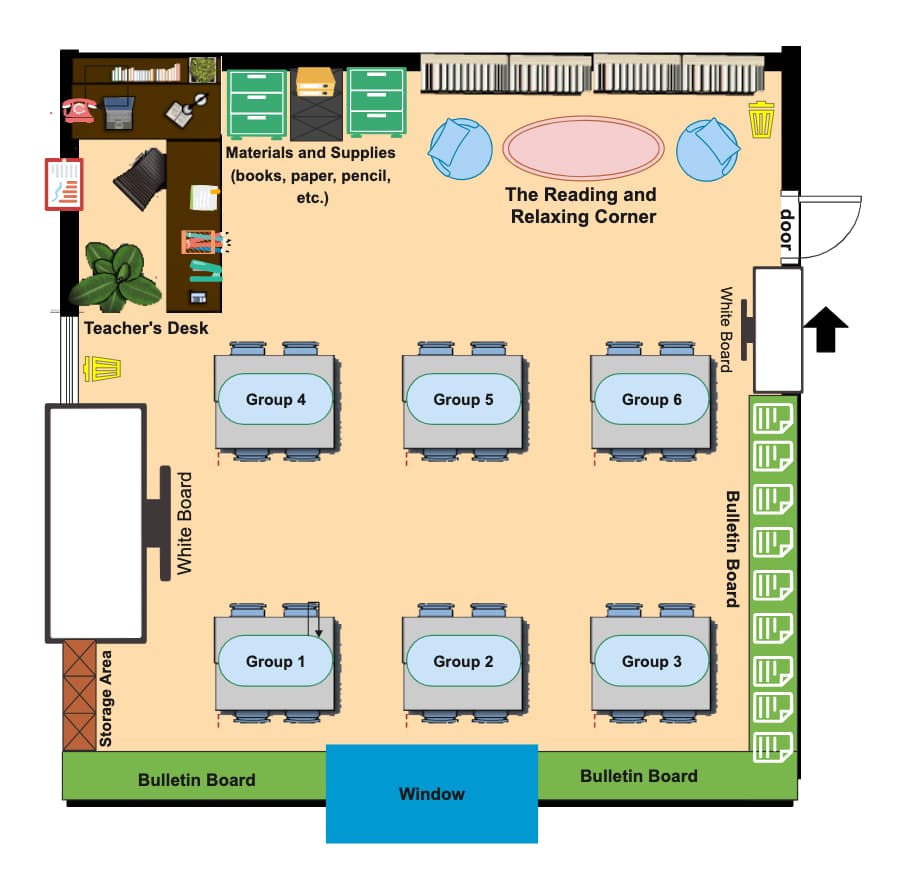 Materials and Supplies
(books, paper, pencil,
etc.)
The Reading and
Relaxing Corner
door
White Board
Teacher's Desk
Group 4
Group 5
Group 6
White Board
Bulletin Board
Group 1
Group 2
Group 3
Storage Area
Bulletin Board
Window
Bulletin Board